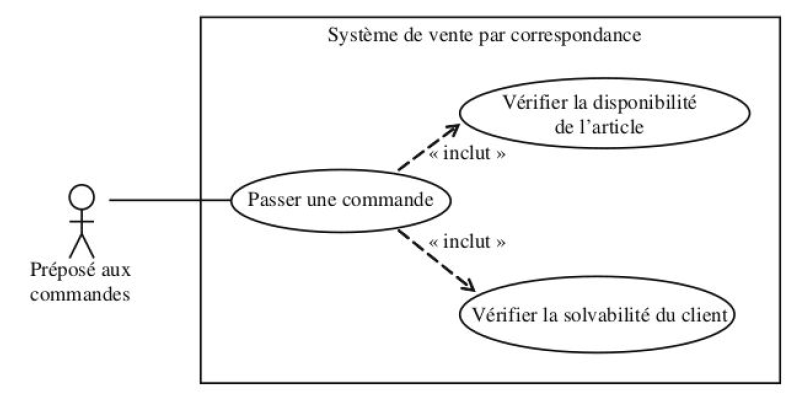 Système de vente par correspondance
Vérifier la disponibilité
de l'article
« inclut »
Passer une commande
« inclut »
Préposé aux
commandes
Vérifier la solvabilité du client